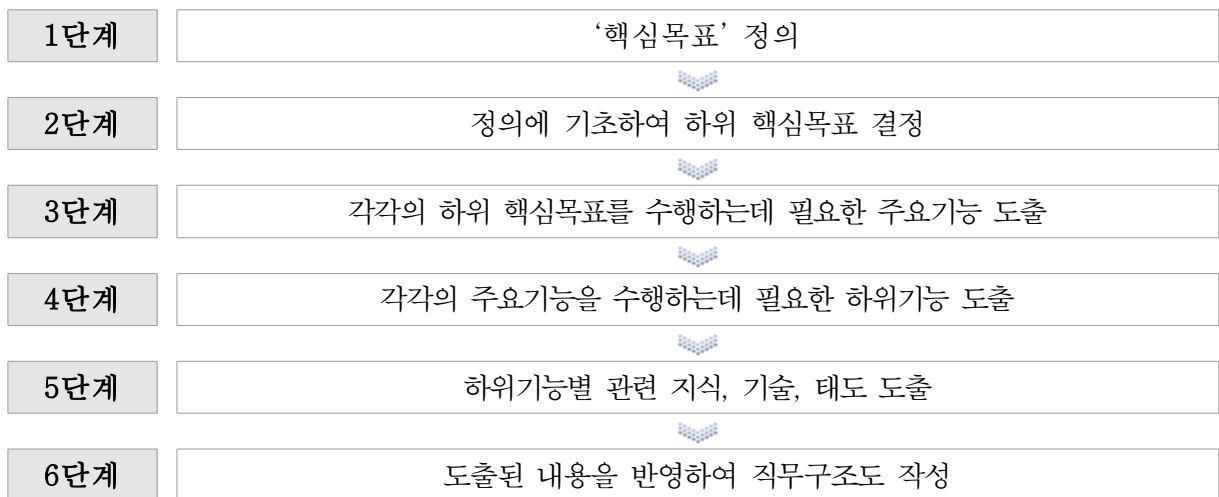 1단계 ‘핵심목표’ 정의
2단계 정의에 기초하여 하위 핵심목표 결정
3단계 각각의 하위 핵심목표를 수행하는데 필요한 주요기능 도출
4단계 각각의 주요기능을 수행하는데 필요한 하위기능 도출
5단계 하위기능별 관련 지식, 기술, 태도 도출
6단계 도출된 내용을 반영하여 직무구조도 작성